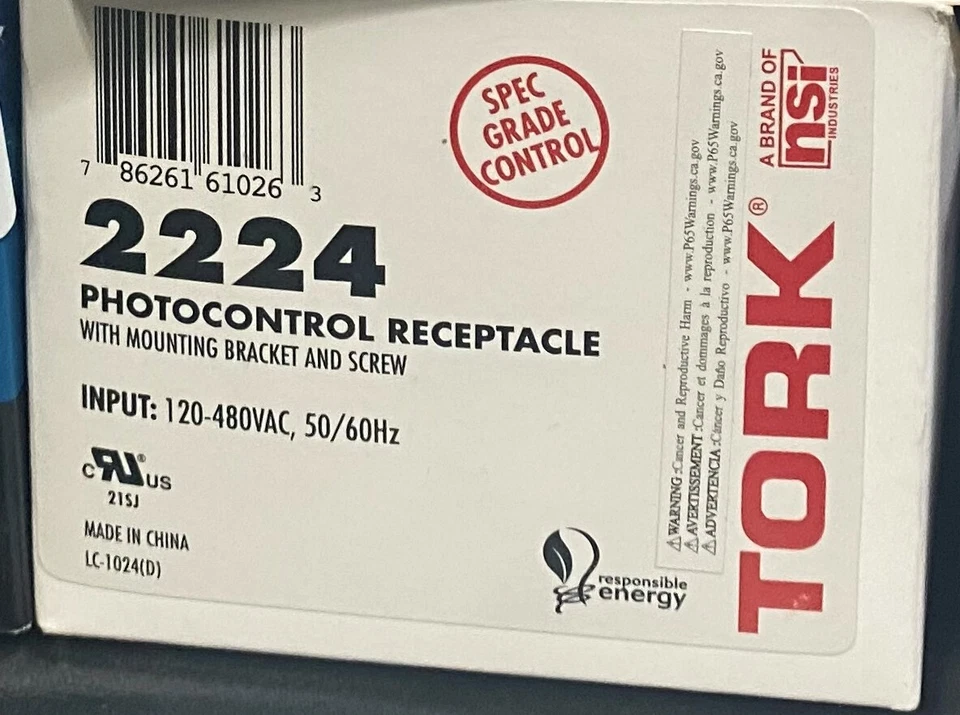 7 86261 61026 3
2224
PHOTOCONTROL RECEPTACLE
WITH MOUNTING BRACKET AND SCREW
INPUT: 120-480VAC, 50/60Hz
c RU® US
21SJ
MADE IN CHINA
LC-1024(D)
SPEC
GRADE
CONTROL
responsible
energy
⚠WARNING :Cancer and Reproductive Harm - www.P65Warnings.ca.gov
⚠AVERTISSEMENT :Cancer et dommages à la reproduction - www.P65Warnings.ca.gov
⚠ADVERTENCIA :Cáncer y Daño Reproductivo - www.P65Warnings.ca.gov
TORK®
A BRAND OF
nsi
INDUSTRIES